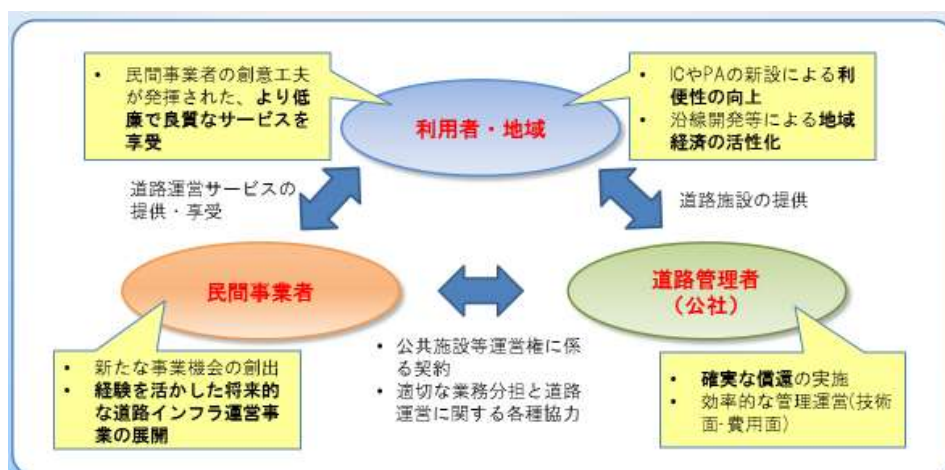 • 民間事業者の創意工夫
が発揮された、より低
廉で良質なサービスを
享受
• ICやPAの新設による利
便性の向上
• 沿線開発等による地域
経済の活性化
利用者・地域
道路運営サービスの
提供・享受
道路施設の提供
民間事業者
道路管理者
(公社)
• 新たな事業機会の創出
• 経験を活かした将来的
な道路インフラ運営事
業の展開
• 公共施設等運営権に係
る契約
• 適切な業務分担と道路
運営に関する各種協力
• 確実な償還の実施
• 効率的な管理運営(技術
面・費用面)